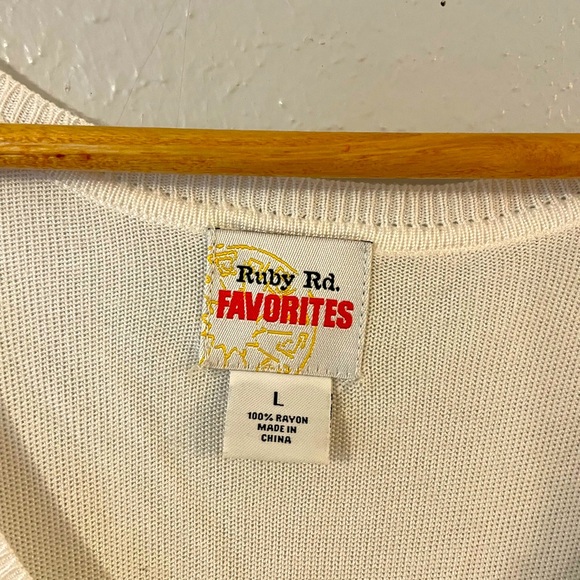 Ruby Rd.
FAVORITES
L
100% RAYON
MADE IN
CHINA